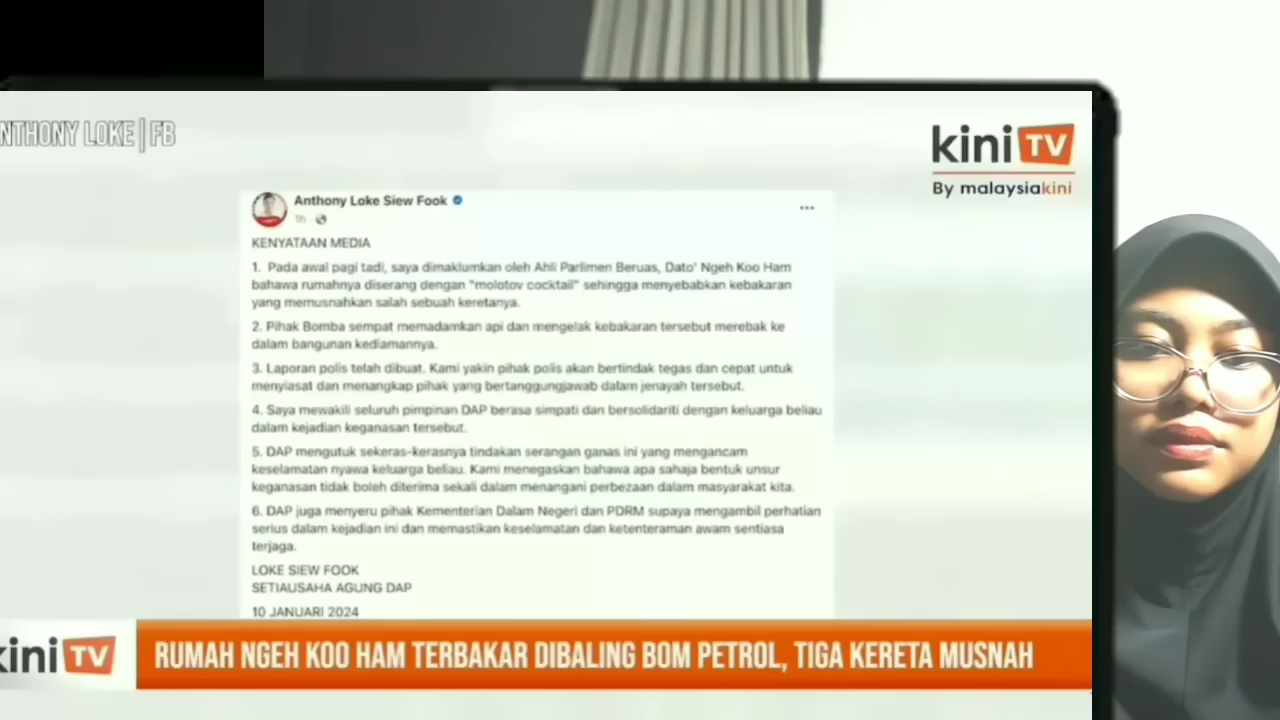 NTHONY LOKE | FB
kini TV
By malaysiakini
Anthony Loke Siew Fook
1h
KENYATAAN MEDIA
1. Pada awal pagi tadi, saya dimaklumkan oleh Ahli Parlimen Beruas, Dato' Ngeh Koo Ham
bahawa rumahnya diserang dengan "molotov cocktail" sehingga menyebabkan kebakaran
yang memusnahkan salah sebuah keretanya.
2. Pihak Bomba sempat memadamkan api dan mengelak kebakaran tersebut merebak ke
dalam bangunan kediamannya.
3. Laporan polis telah dibuat. Kami yakin pihak polis akan bertindak tegas dan cepat untuk
menyiasat dan menangkap pihak yang bertanggungjawab dalam jenayah tersebut.
4. Saya mewakili seluruh pimpinan DAP berasa simpati dan bersolidariti dengan keluarga beliau
dalam kejadian keganasan tersebut.
5. DAP mengutuk sekeras-kerasnya tindakan serangan ganas ini yang mengancam
keselamatan nyawa keluarga beliau. Kami menegaskan bahawa apa sahaja bentuk unsur
keganasan tidak boleh diterima sekali dalam menangani perbezaan dalam masyarakat kita.
6. DAP juga menyeru pihak Kementerian Dalam Negeri dan PDRM supaya mengambil perhatian
serius dalam kejadian ini dan memastikan keselamatan dan ketenteraman awam sentiasa
terjaga.
LOKE SIEW FOOK
SETIAUSAHA AGUNG DAP
10 JANUARI 2024
kini TV
RUMAH NGEH KOO HAM TERBAKAR DIBALING BOM PETROL, TIGA KERETA MUSNAH